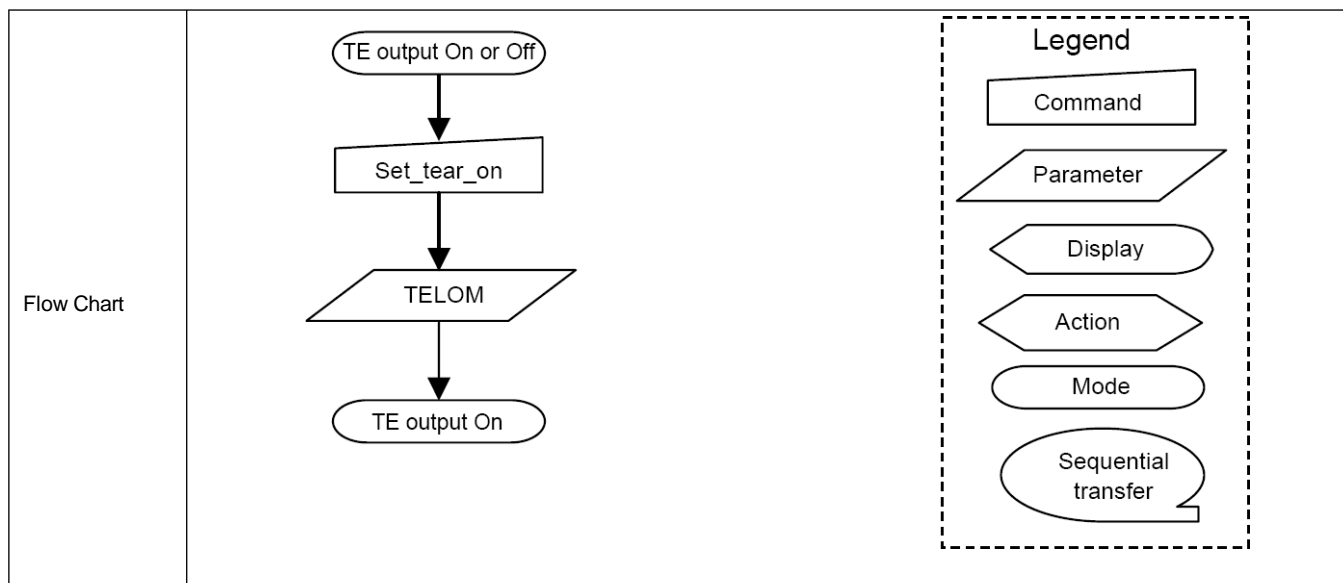 Flow Chart
TE output On or Off
Set_tear_on
TELOM
TE output On
Legend
Command
Parameter
Display
Action
Mode
Sequential
transfer